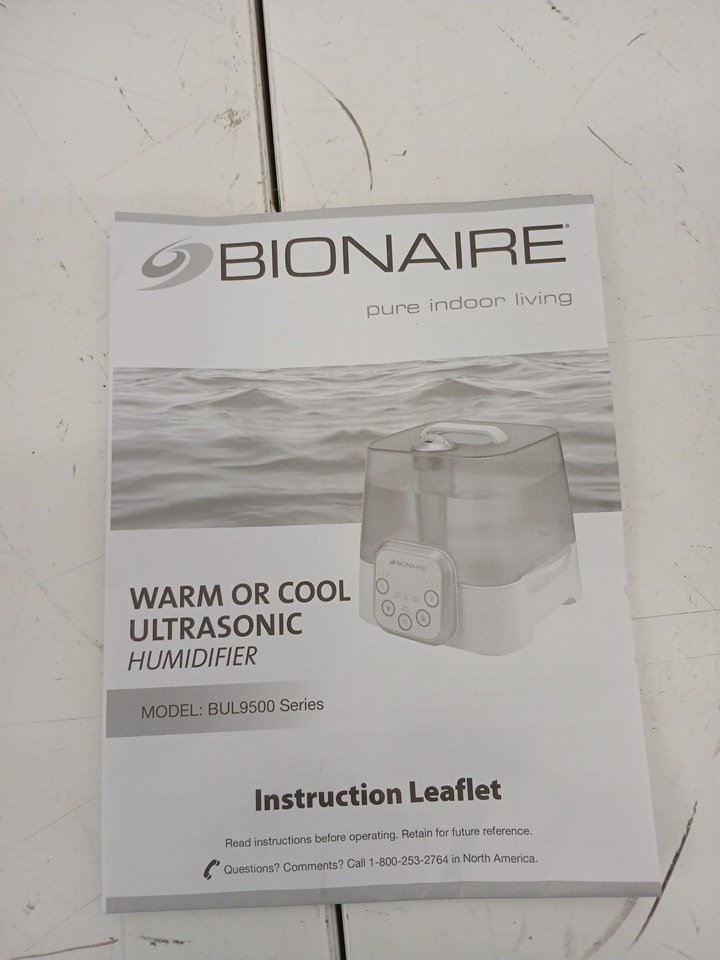 BIONAIRE®
pure indoor living
BIONAIRE
WARM OR COOL
ULTRASONIC
HUMIDIFIER
MODEL: BUL9500 Series
Instruction Leaflet
Read instructions before operating. Retain for future reference.
Questions? Comments? Call 1-800-253-2764 in North America.